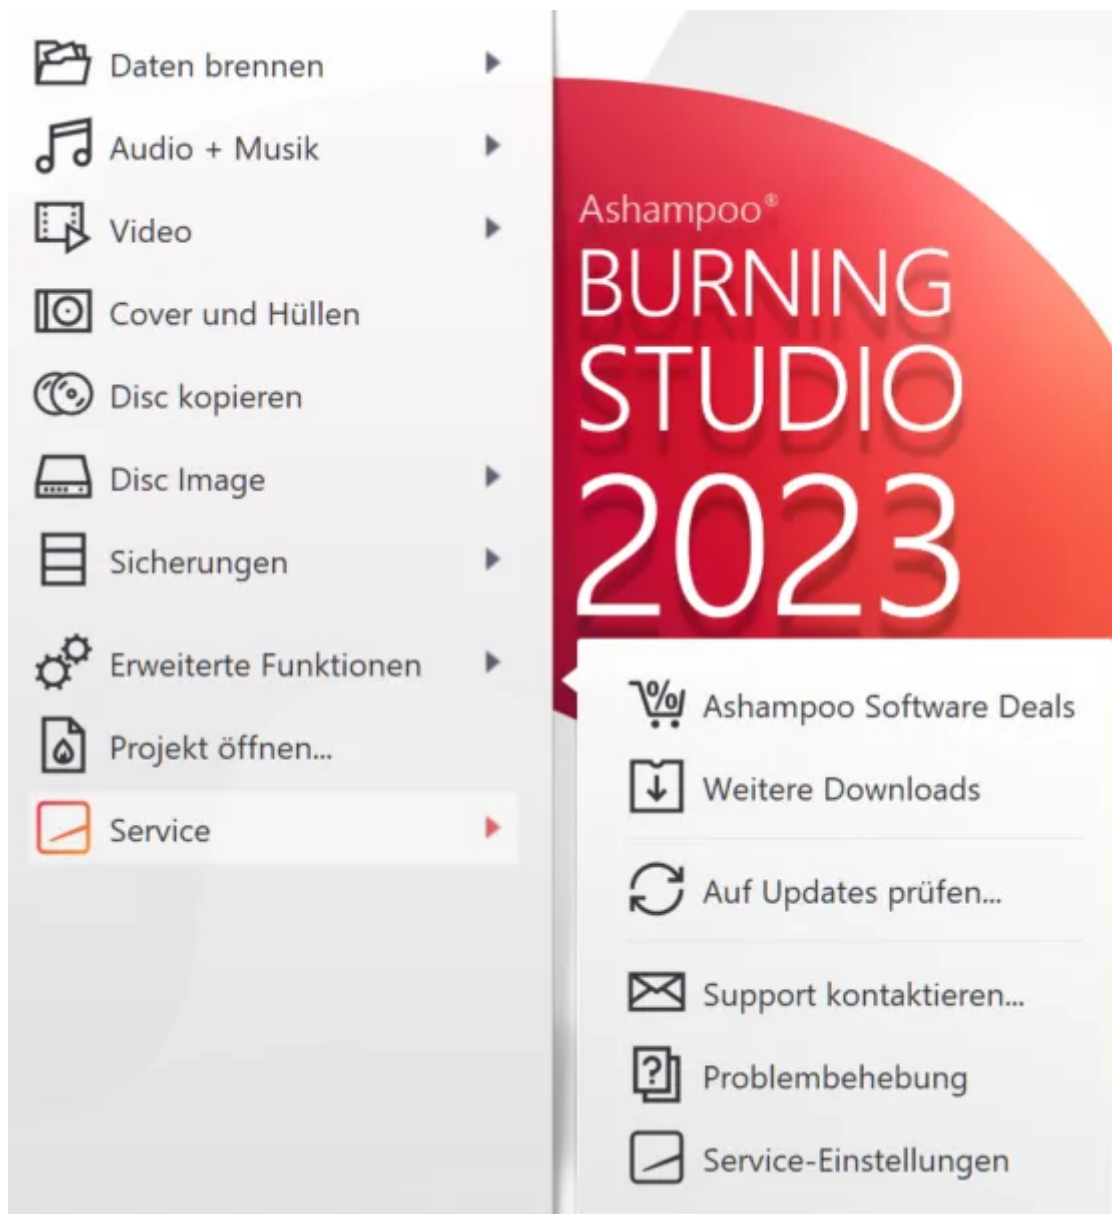 Daten brennen
Audio + Musik
Video
Cover und Hüllen
Disc kopieren
Disc Image
Sicherungen
Erweiterte Funktionen
Projekt öffnen...
Service
Ashampoo®
BURNING
STUDIO
2023
Ashampoo Software Deals
Weitere Downloads
Auf Updates prüfen...
Support kontaktieren...
Problembehebung
Service-Einstellungen